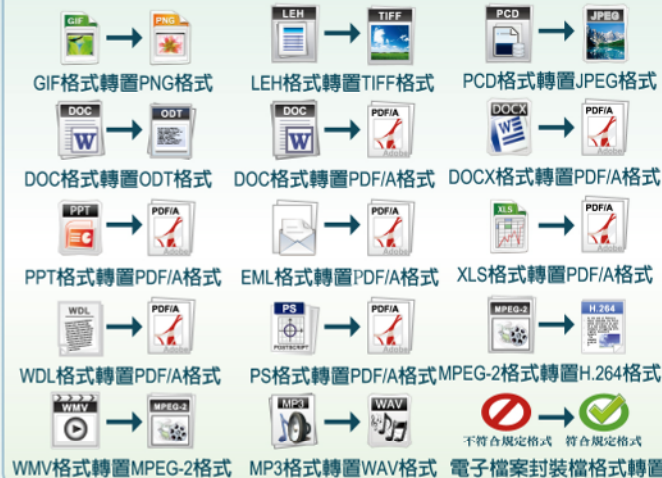 GIF PNG LEH TIFF PCD JPEG
GIF格式轉置PNG格式 LEH格式轉置TIFF格式 PCD格式轉置JPEG格式
DOC ODT DOC PDF/A Adobe DOCX PDF/A Adobe
DOC格式轉置ODT格式 DOC格式轉置PDF/A格式 DOCX格式轉置PDF/A格式
PPT PDF/A Adobe PDF/A Adobe XLS PDF/A Adobe
PPT格式轉置PDF/A格式 EML格式轉置PDF/A格式 XLS格式轉置PDF/A格式
WDL PDF/A Adobe PS POSTSCRIPT PDF/A Adobe MPEG-2 H.264
WDL格式轉置PDF/A格式 PS格式轉置PDF/A格式 MPEG-2格式轉置H.264格式
WMV MPEG-2 MP3 WAV
不符合規定格式 符合規定格式
WMV格式轉置MPEG-2格式 MP3格式轉置WAV格式 電子檔案封裝檔格式轉置